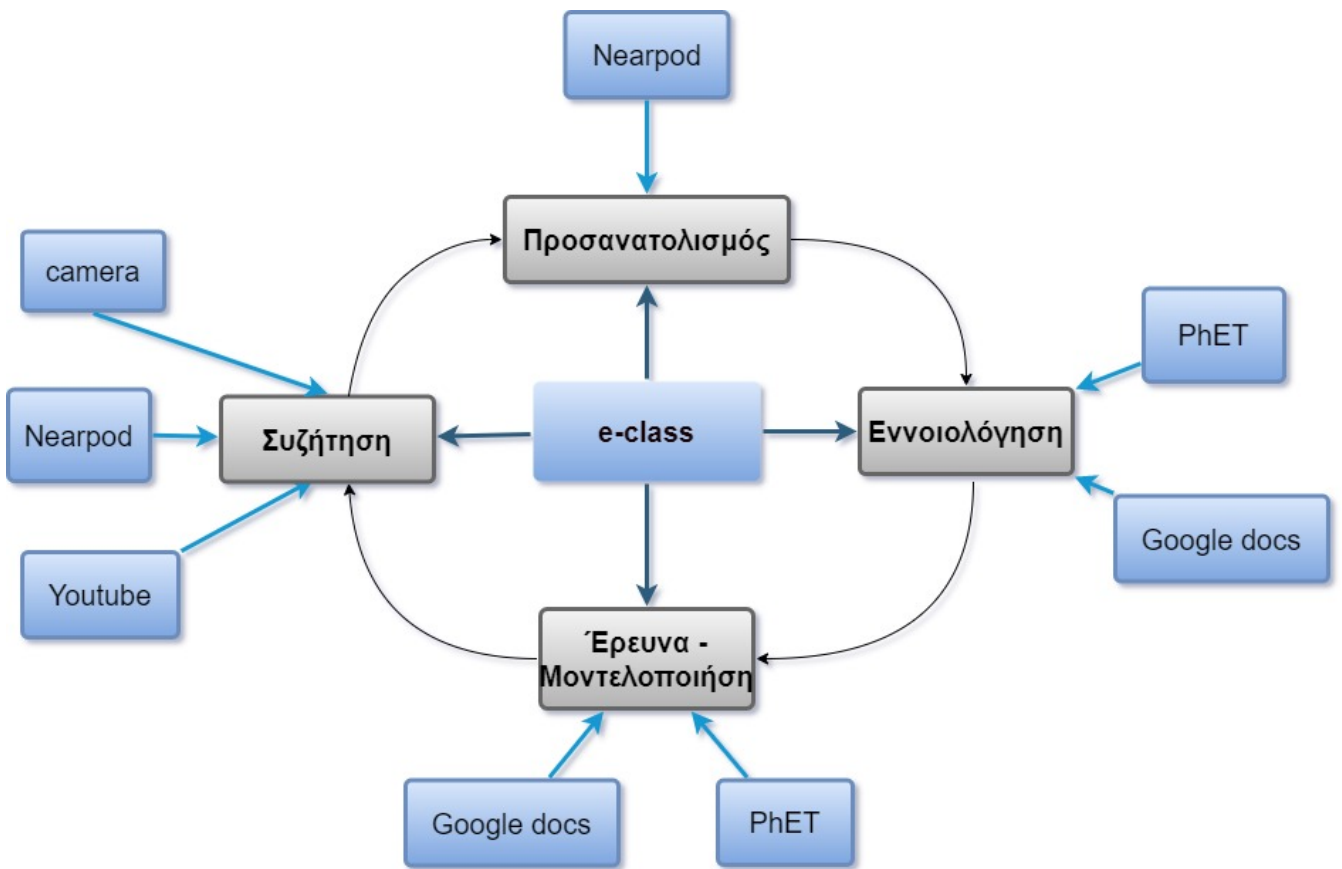 Nearpod
Προσανατολισμός
camera
PhET
Nearpod
Συζήτηση
e-class
Εννοιολόγηση
Google docs
Youtube
Έρευνα -
Μοντελοποιήση
Google docs
PhET